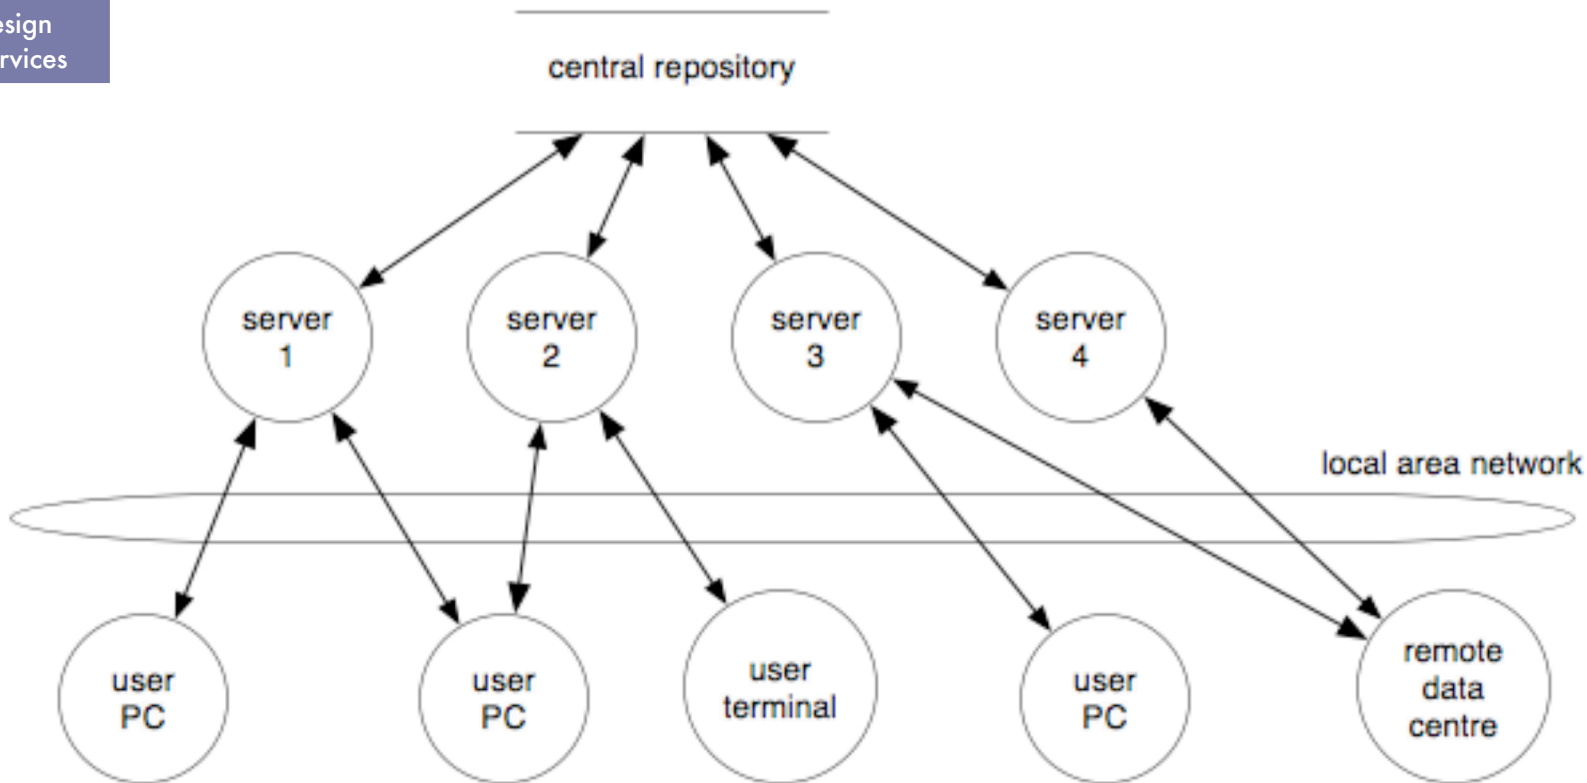 esign
rvices
central repository
server
1
server
2
server
3
server
4
local area network
user
PC
user
PC
user
terminal
user
PC
remote
data
centre